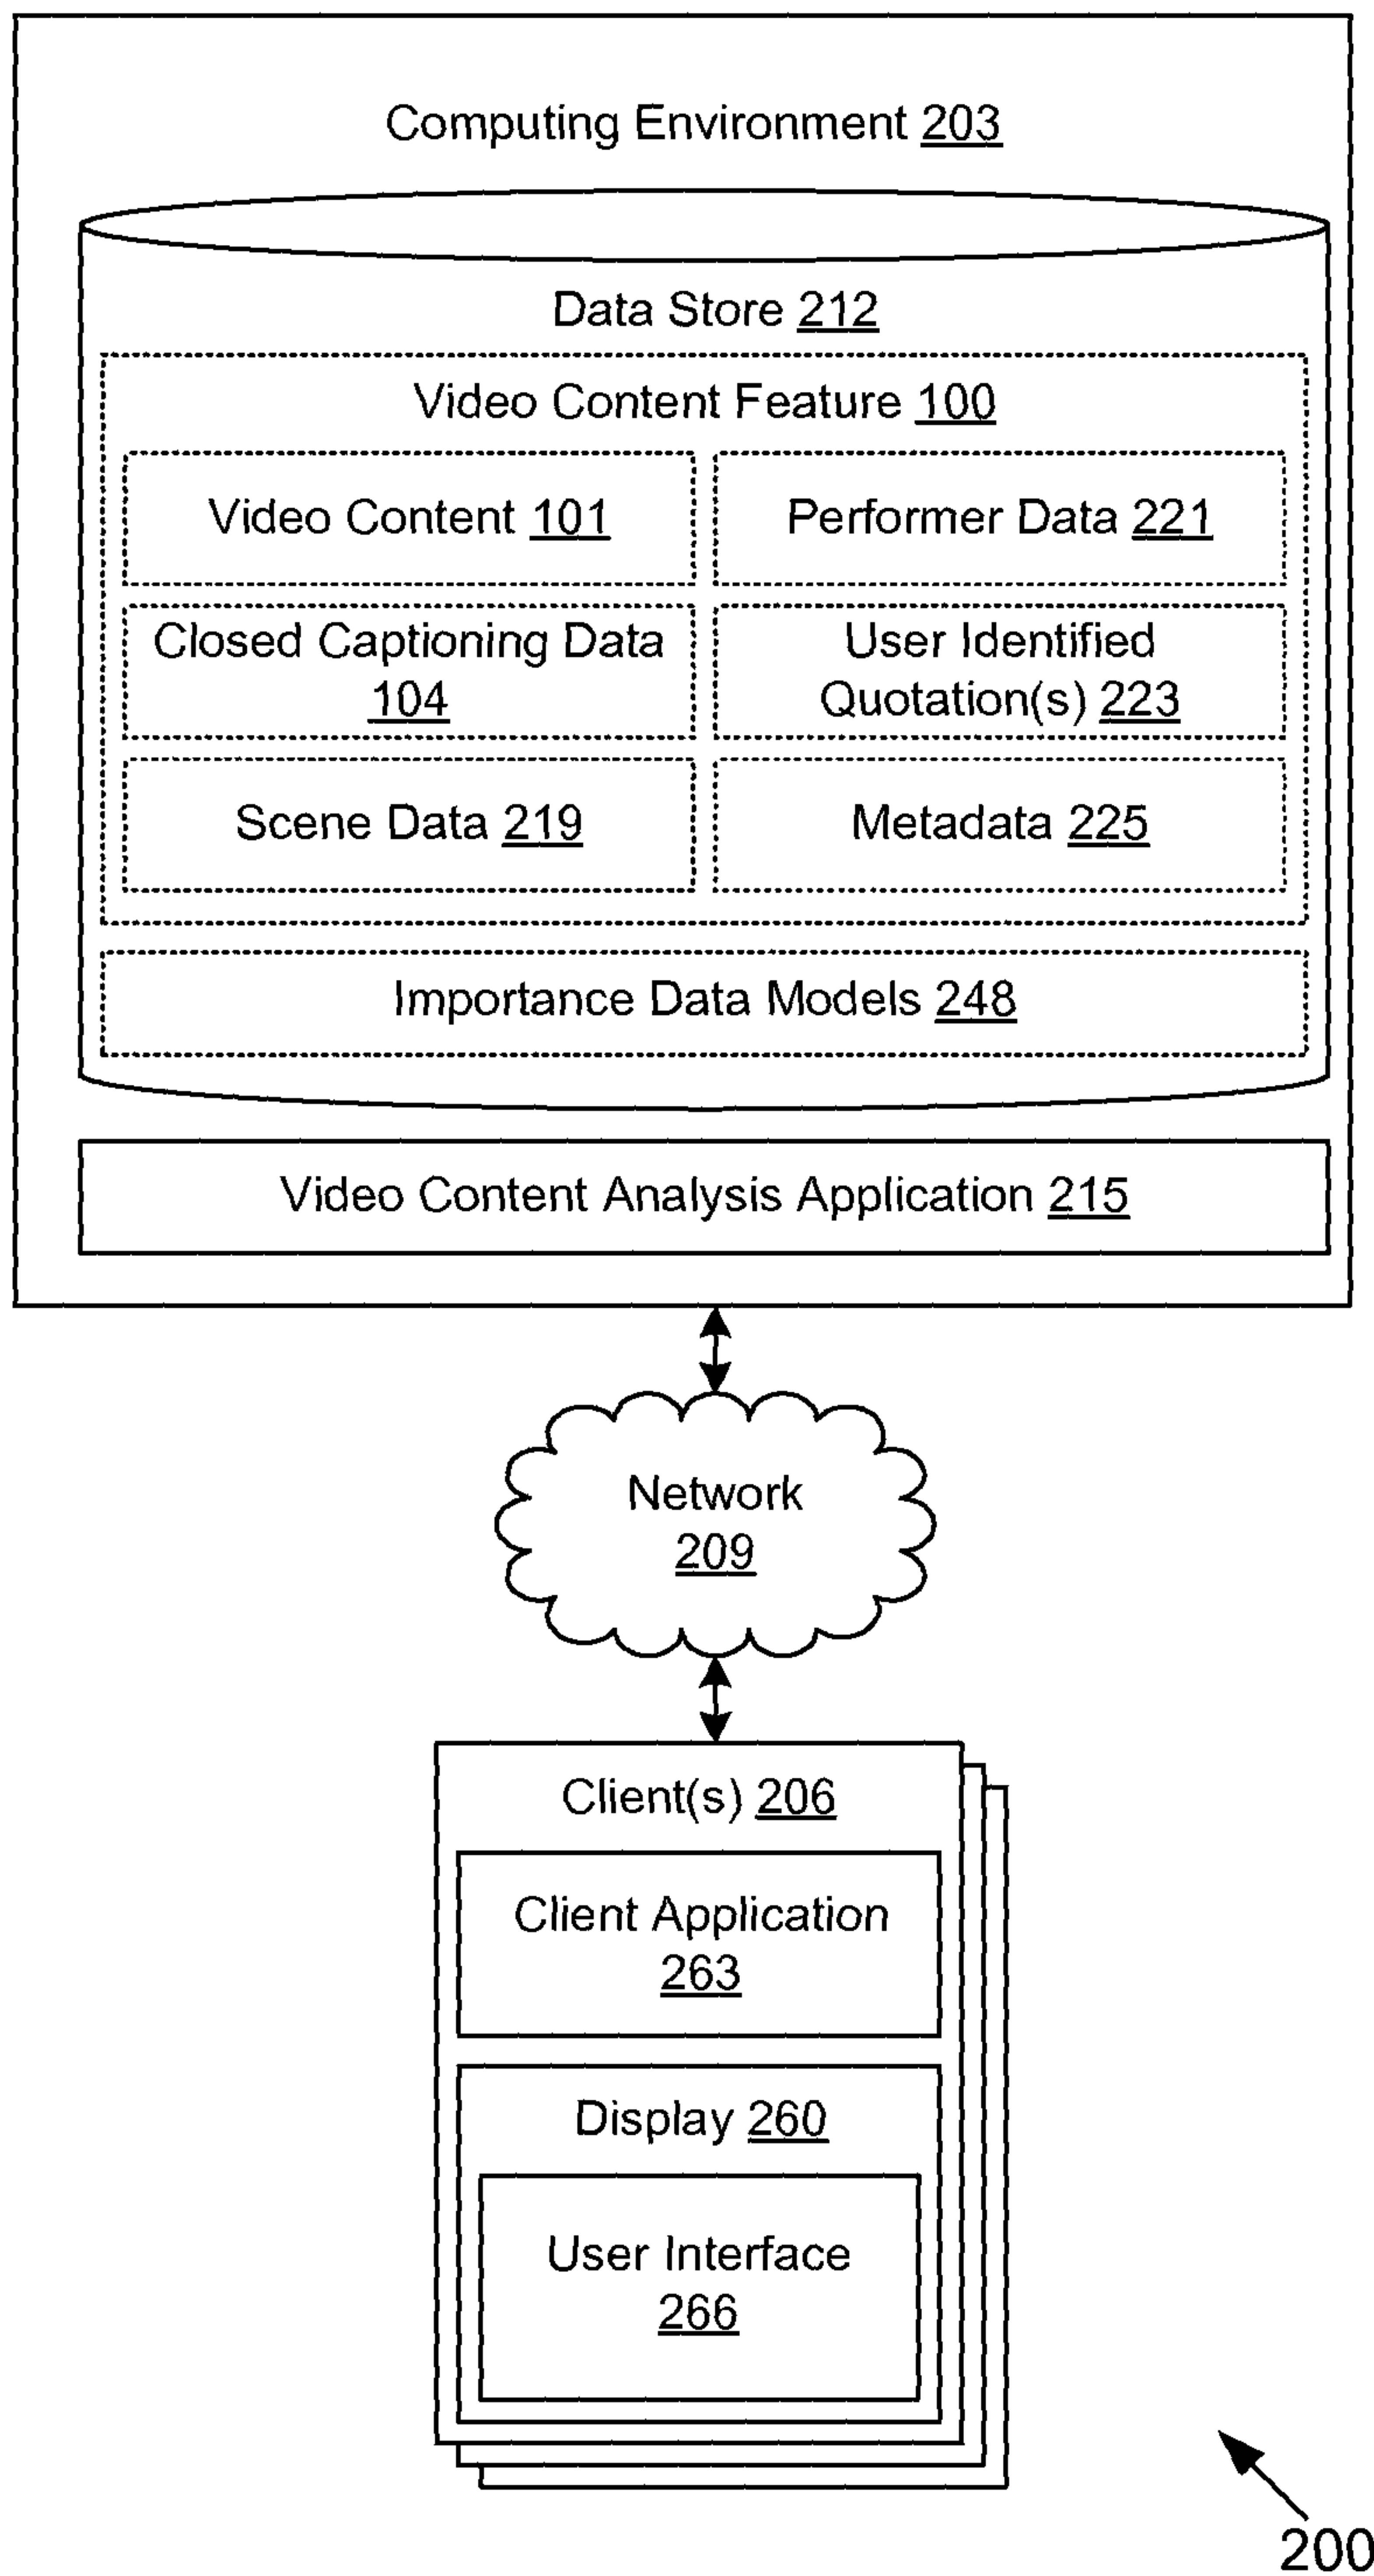 Computing Environment 203
Data Store 212
Video Content Feature 100
Video Content 101
Performer Data 221
Closed Captioning Data
104
User Identified
Quotation(s) 223
Scene Data 219
Metadata 225
Importance Data Models 248
Video Content Analysis Application 215
Network
209
Client(s) 206
Client Application
263
Display 260
User Interface
266
200